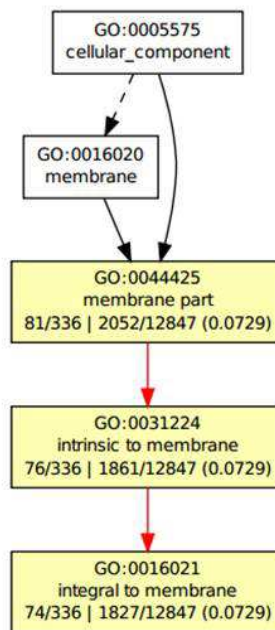 GO:0005575
cellular_component
GO:0016020
membrane
GO:0044425
membrane part
81/336 | 2052/12847 (0.0729)
GO:0031224
intrinsic to membrane
76/336 | 1861/12847 (0.0729)
GO:0016021
integral to membrane
74/336 | 1827/12847 (0.0729)